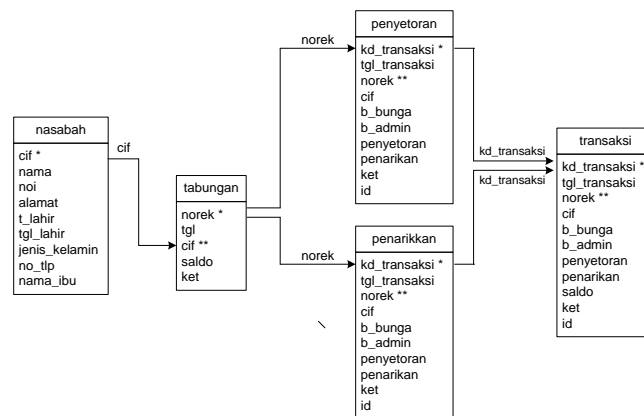 nasabah
cif *
nama
noi
alamat
t_lahir
tgl_lahir
jenis_kelamin
no_tlp
nama_ibu
cif
tabungan
norek *
tgl
cif **
saldo
ket
norek
norek
penyetoran
kd_transaksi *
tgl_transaksi
norek **
cif
b_bunga
b_admin
penyetoran
penarikan
ket
id
penarikkan
kd_transaksi *
tgl_transaksi
norek **
cif
b_bunga
b_admin
penyetoran
penarikan
ket
id
kd_transaksi
kd_transaksi
transaksi
kd_transaksi *
tgl_transaksi
norek **
cif
b_bunga
b_admin
penyetoran
penarikan
saldo
ket
id